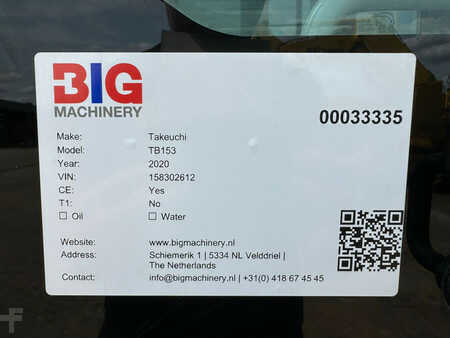 BIG
MACHINERY
00033335
Make: Takeuchi
Model: TB153
Year: 2020
VIN: 158302612
CE: Yes
T1: No
☐ Oil ☐ Water
Website: www.bigmachinery.nl
Address: Schiemerik 1 | 5334 NL Velddriel |
The Netherlands
Contact: info@bigmachinery.nl | +31(0) 418 67 45 45